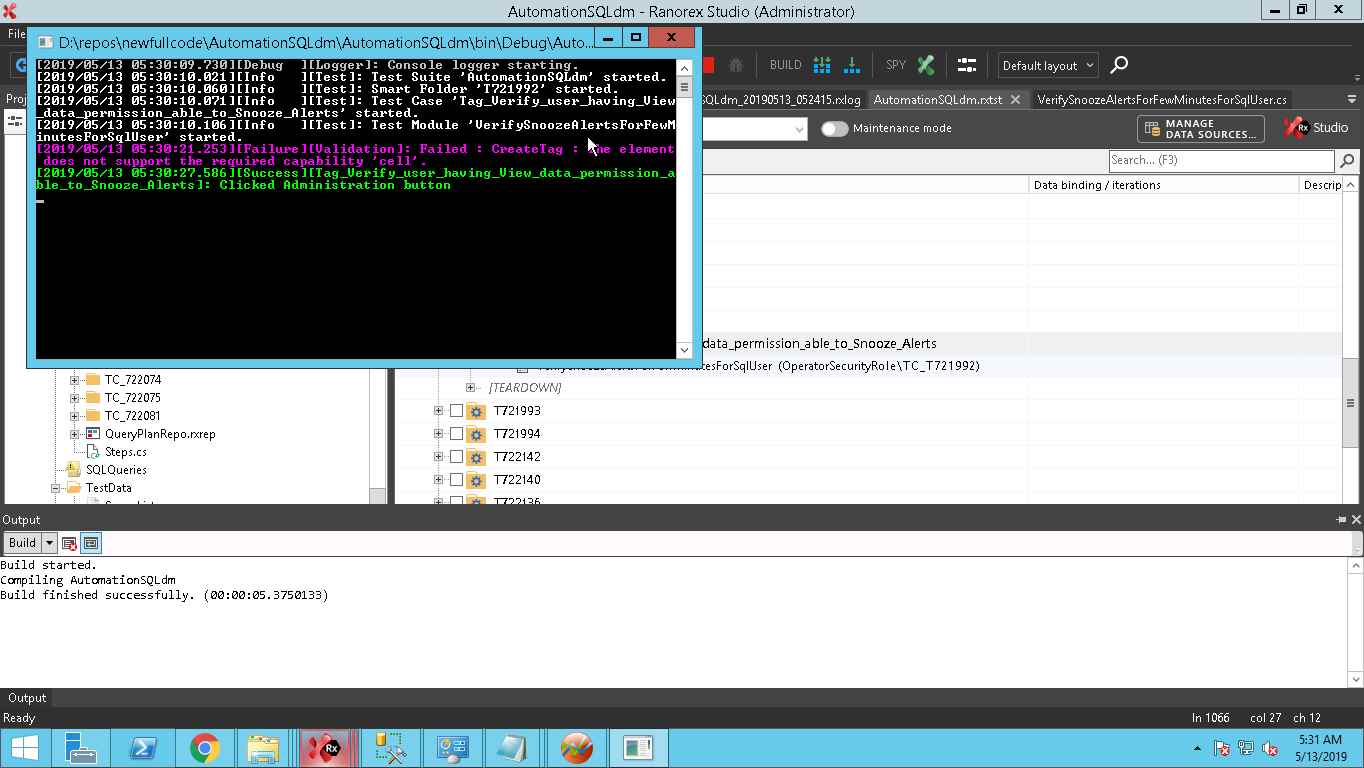 AutomationSQLdm - Ranorex Studio (Administrator)
File
D:\repos\newfullcode\AutomationSQLdm\AutomationSQLdm\bin\Debug\Auto...
BUILD
SPY
Default layout
Proj
SQLdm_20190513_052415.rxlog
AutomationSQLdm.rxtst
VerifySnoozeAlertsForFewMinutesForSqlUser.cs
Maintenance mode
MANAGE
DATA SOURCES...
Studio
Search... (F3)
Data binding / iterations
Descrip
[2019/05/13 05:30:09.730][Debug ][Logger]: Console logger starting.
[2019/05/13 05:30:10.021][Info ][Test]: Test Suite 'AutomationSQLdm' started.
[2019/05/13 05:30:10.060][Info ][Test]: Smart Folder 'T721992' started.
[2019/05/13 05:30:10.071][Info ][Test]: Test Case 'Tag_Verify_user_having_View
_data_permission_able_to_Snooze_Alerts' started.
[2019/05/13 05:30:10.106][Info ][Test]: Test Module 'VerifySnoozeAlertsForFewM
inutesForSqlUser' started.
[2019/05/13 05:30:21.253][Failure][Validation]: Failed : CreateTag : The element
does not support the required capability 'cell'.
[2019/05/13 05:30:27.586][Success][Tag_Verify_user_having_View_data_permission_a
ble_to_Snooze_Alerts]: Clicked Administration button
data_permission_able_to_Snooze_Alerts
(OperatorSecurityRole\TC_T721992)
[TEARDOWN]
T721993
T721994
T722142
T722140
T722136
TC_722074
TC_722075
TC_722081
QueryPlanRepo.rxrep
Steps.cs
SQLQueries
TestData
Output
Build
Build started.
Compiling AutomationSQLdm
Build finished successfully. (00:00:05.3750133)
Output
Ready
ln 1066
col 27
ch 12
5:31 AM
5/13/2019